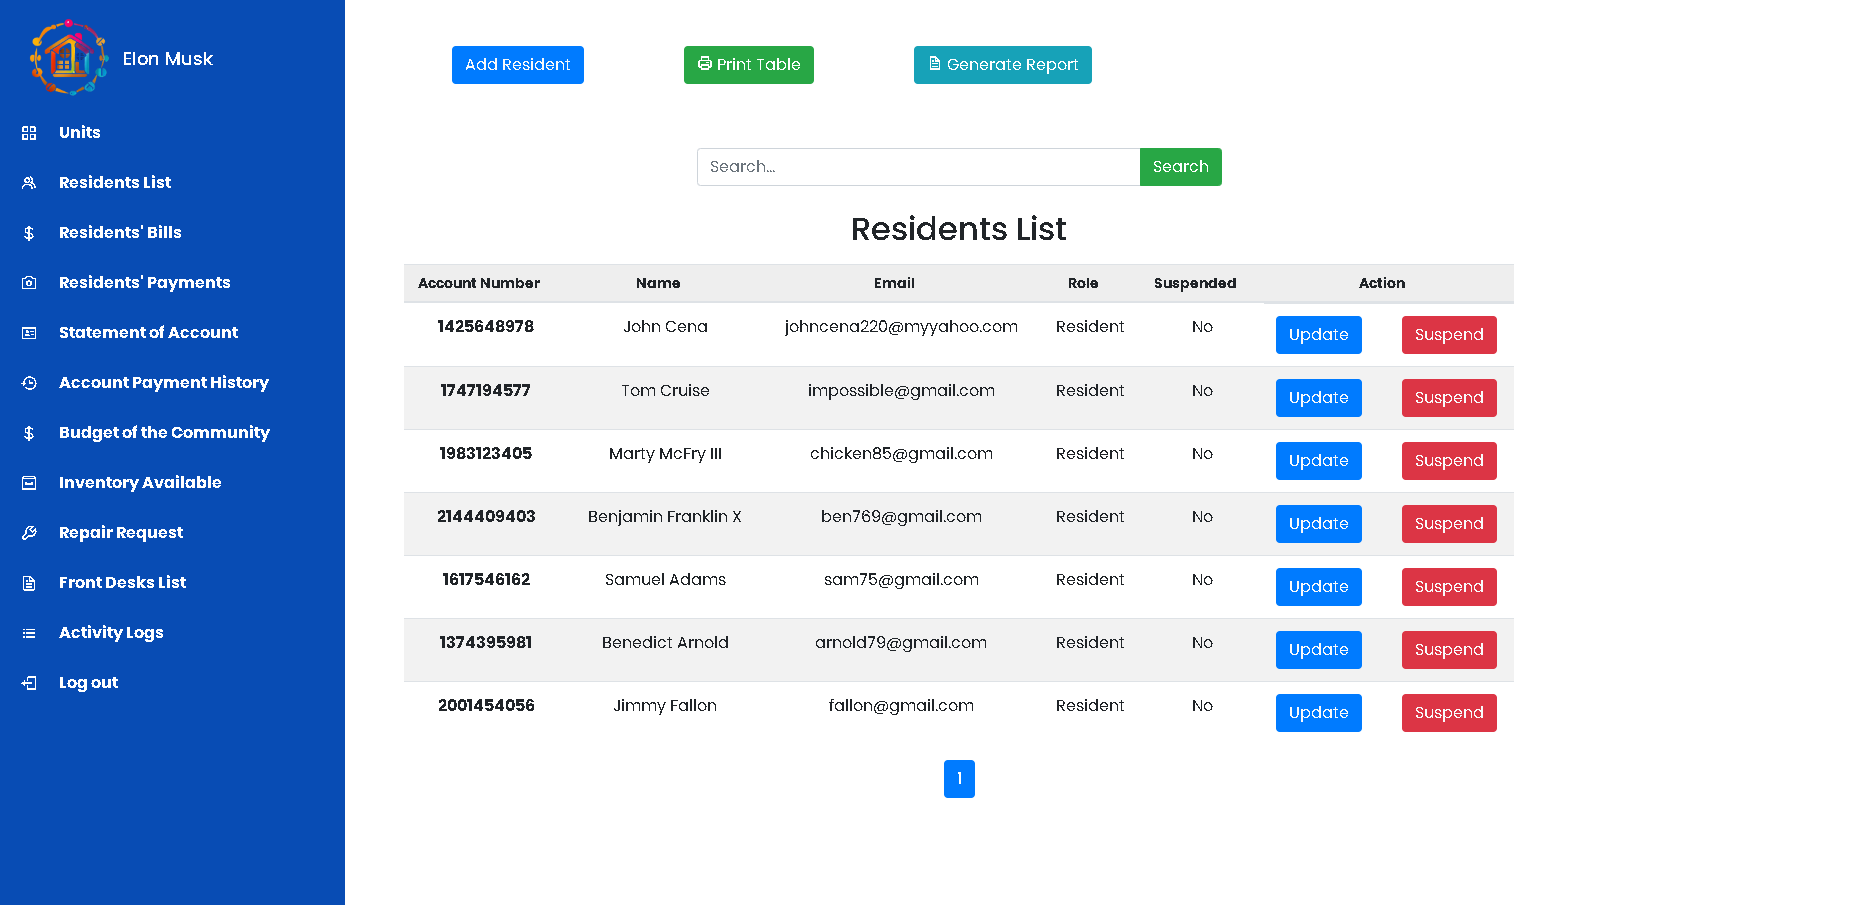 Elon Musk
Units
Residents List
Residents' Bills
Residents' Payments
Statement of Account
Account Payment History
Budget of the Community
Inventory Available
Repair Request
Front Desks List
Activity Logs
Log out
Add Resident Print Table Generate Report
Search... Search
Residents List
Account Number Name Email Role Suspended Action
1425648978 John Cena johncena220@myyahoo.com Resident No Update Suspend
1747194577 Tom Cruise impossible@gmail.com Resident No Update Suspend
1983123405 Marty McFry III chicken85@gmail.com Resident No Update Suspend
2144409403 Benjamin Franklin X ben769@gmail.com Resident No Update Suspend
1617546162 Samuel Adams sam75@gmail.com Resident No Update Suspend
1374395981 Benedict Arnold arnold79@gmail.com Resident No Update Suspend
2001454056 Jimmy Fallon fallon@gmail.com Resident No Update Suspend
1